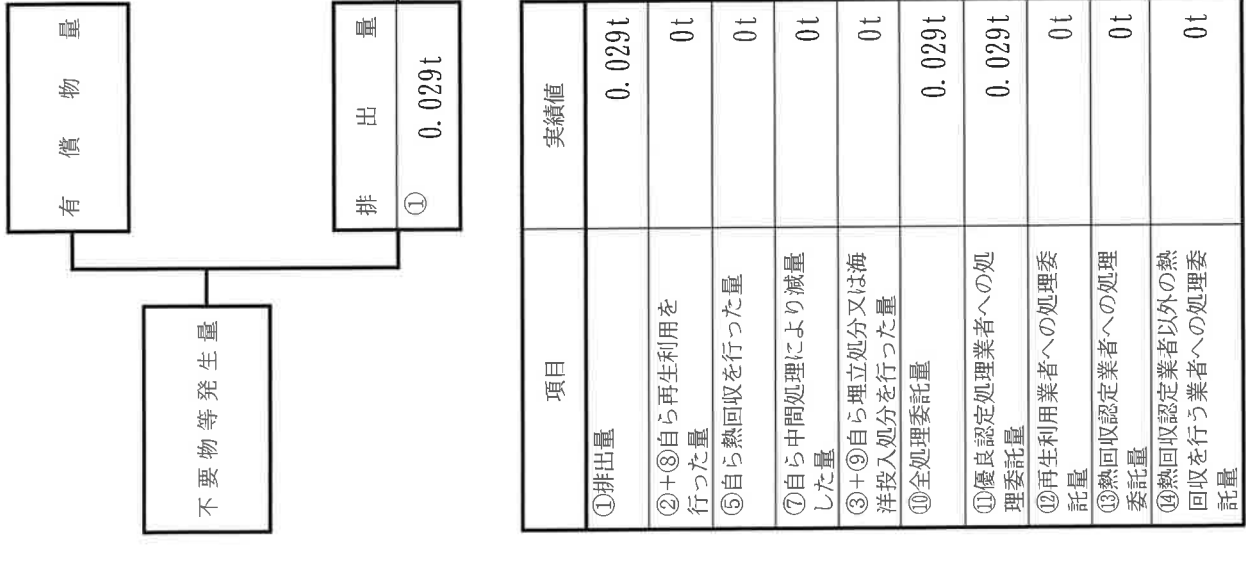 不要物等発生量
有償物量
排出量
① 0.029t
項目 実績値
①排出量 0.029t
②+⑧自ら再生利用を
行った量 0t
⑤自ら熱回収を行った量 0t
⑦自ら中間処理により減量
した量 0t
③+⑨自ら埋立処分又は海
洋投入処分を行った量 0t
⑩全処理委託量 0.029t
⑪優良認定処理業者への処
理委託量 0.029t
⑫再生利用業者への処理委
託量 0t
⑬熱回収認定業者への処理
委託量 0t
⑭熱回収認定業者以外の熱
回収を行う業者への処理委
託量 0t